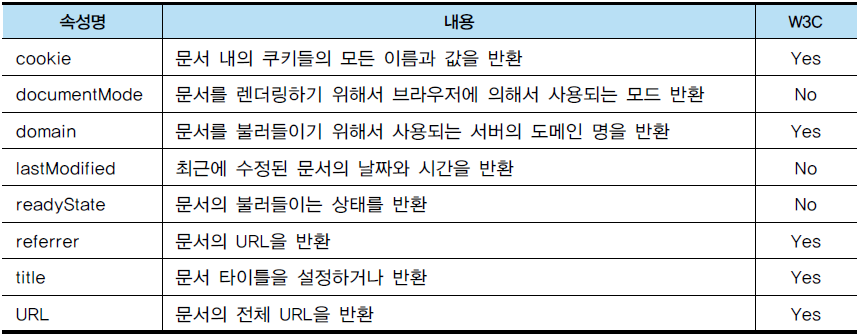 속성명 내용 W3C
cookie 문서 내의 쿠키들의 모든 이름과 값을 반환 Yes
documentMode 문서를 렌더링하기 위해서 브라우저에 의해서 사용되는 모드 반환 No
domain 문서를 불러들이기 위해서 사용되는 서버의 도메인 명을 반환 Yes
lastModified 최근에 수정된 문서의 날짜와 시간을 반환 No
readyState 문서의 불러들이는 상태를 반환 No
referrer 문서의 URL을 반환 Yes
title 문서 타이틀을 설정하거나 반환 Yes
URL 문서의 전체 URL을 반환 Yes